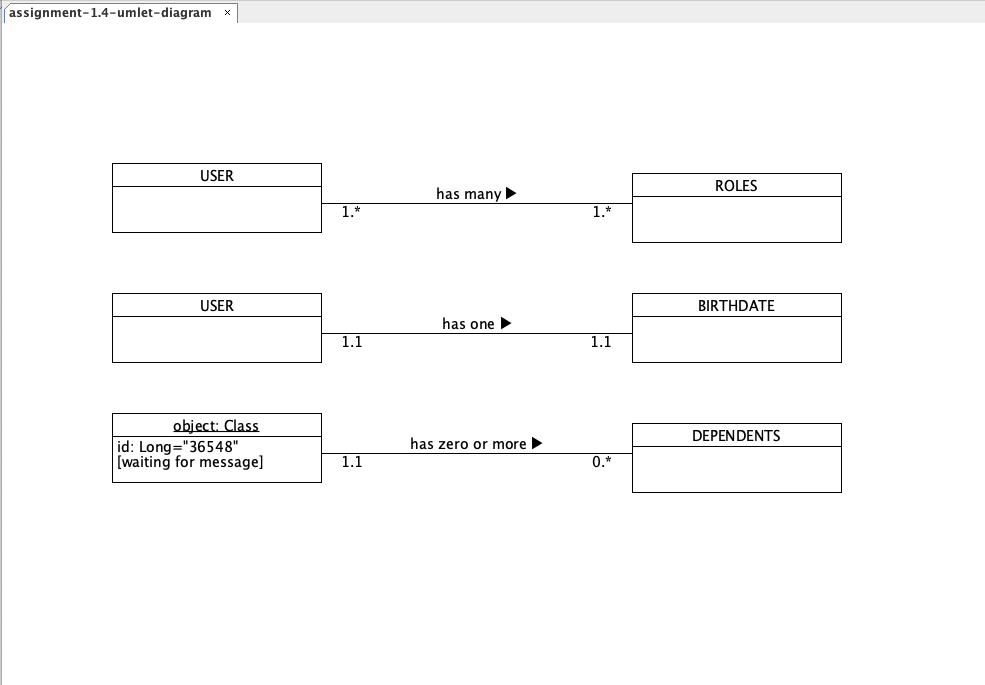 assignment-1.4-umlet-diagram ×
USER
ROLES
has many ▶
1.*
1.*
USER
BIRTHDATE
has one ▶
1.1
1.1
object: Class
id: Long="36548"
[waiting for message]
DEPENDENTS
has zero or more ▶
1.1
0.*